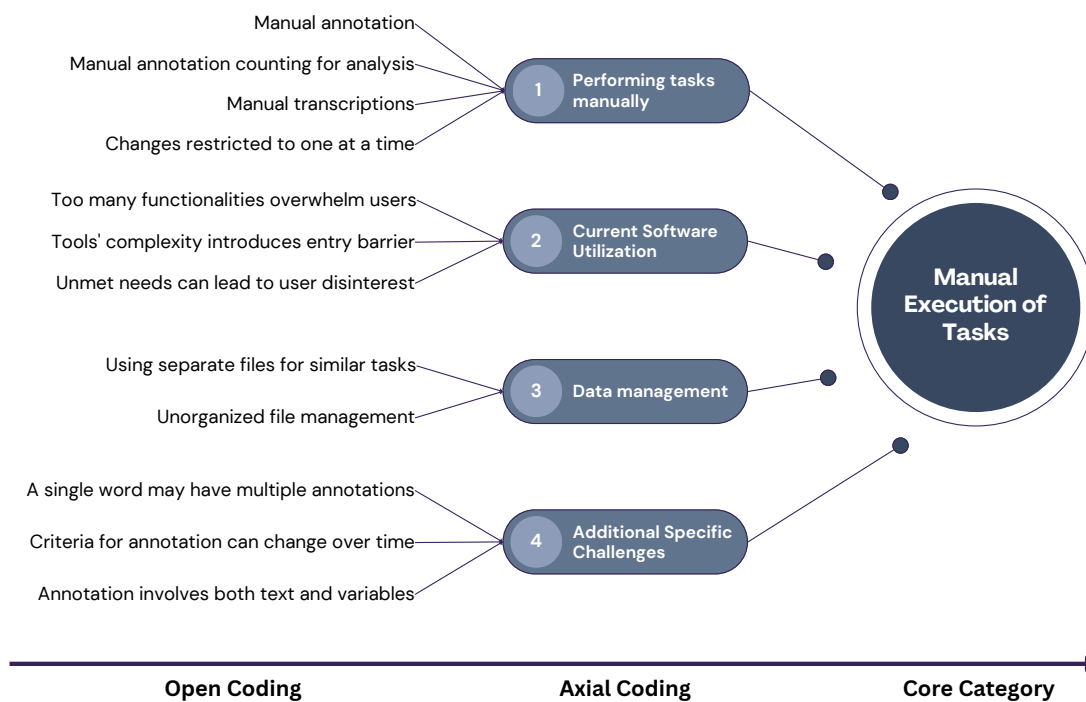 Manual annotation
Manual annotation counting for analysis
Manual transcriptions
Changes restricted to one at a time
1
Performing tasks
manually
Too many functionalities overwhelm users
Tools' complexity introduces entry barrier
Unmet needs can lead to user disinterest
2
Current Software
Utilization
Using separate files for similar tasks
Unorganized file management
3
Data management
A single word may have multiple annotations
Criteria for annotation can change over time
Annotation involves both text and variables
4
Additional Specific
Challenges
Manual
Execution of
Tasks
Open Coding
Axial Coding
Core Category